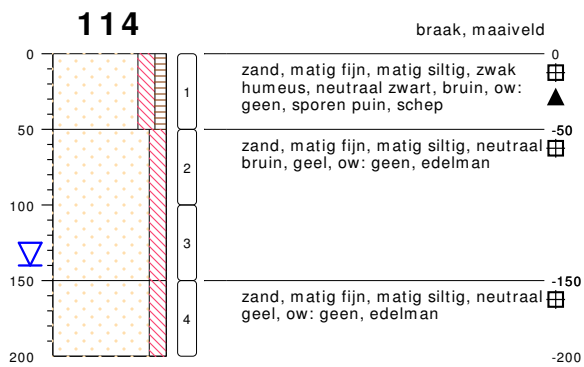 114
braak, maaiveld
0
0
zand, matig fijn, matig siltig, zwak
humeus, neutraal zwart, bruin, ow:
geen, sporen puin, schep
1
50
-50
zand, matig fijn, matig siltig, neutraal
bruin, geel, ow: geen, edelman
2
100
3
150
-150
zand, matig fijn, matig siltig, neutraal
geel, ow: geen, edelman
4
200
-200